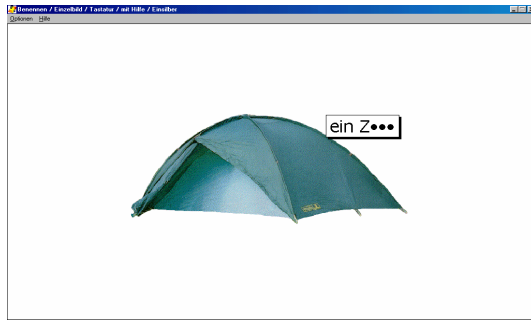 Benennen / Einzelbild / Tastatur / mit Hilfe / Einsilber
Optionen Hilfe
ein Z●●●